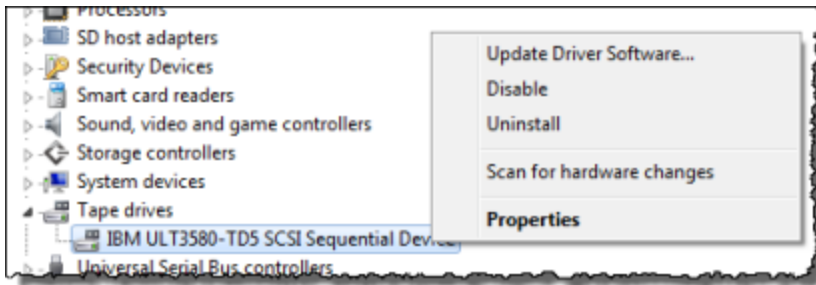 Processors
SD host adapters
Security Devices
Smart card readers
Sound, video and game controllers
Storage controllers
System devices
Tape drives
IBM ULT3580-TD5 SCSI Sequential Device
Universal Serial Bus controllers
Update Driver Software...
Disable
Uninstall
Scan for hardware changes
Properties